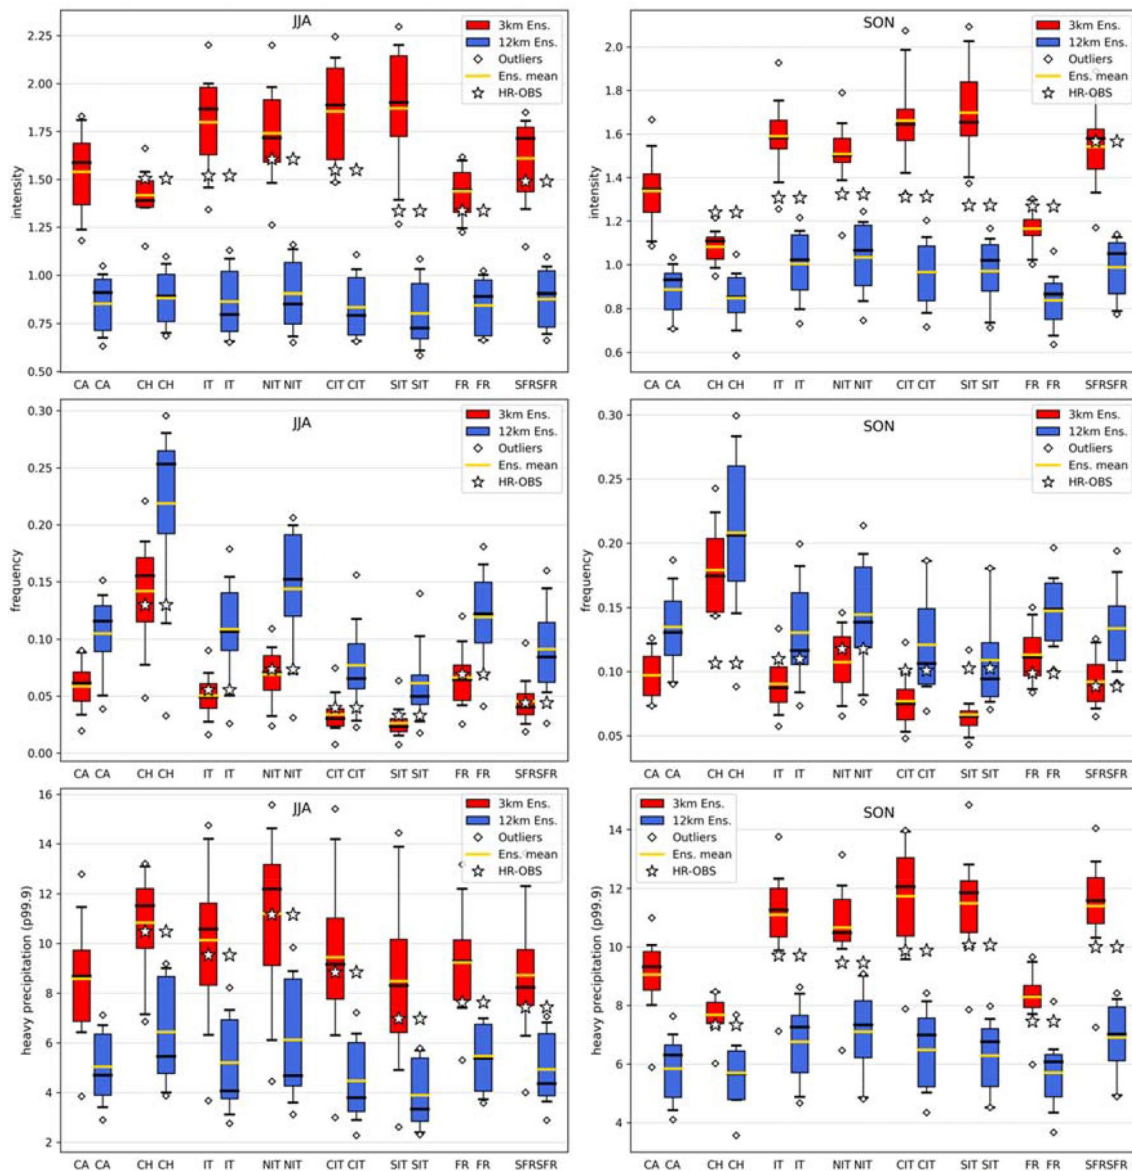 JJA
3km Ens.
12km Ens.
Outliers
Ens. mean
HR-OBS
intensity
2.25
2.00
1.75
1.50
1.25
1.00
0.75
0.50
CA CA CH CH IT IT NIT NIT CIT CIT SIT SIT FR FR SFR SFR
SON
3km Ens.
12km Ens.
Outliers
Ens. mean
HR-OBS
intensity
2.0
1.8
1.6
1.4
1.2
1.0
0.8
0.6
CA CA CH CH IT IT NIT NIT CIT CIT SIT SIT FR FR SFR SFR
JJA
3km Ens.
12km Ens.
Outliers
Ens. mean
HR-OBS
frequency
0.30
0.25
0.20
0.15
0.10
0.05
0.00
CA CA CH CH IT IT NIT NIT CIT CIT SIT SIT FR FR SFR SFR
SON
3km Ens.
12km Ens.
Outliers
Ens. mean
HR-OBS
frequency
0.30
0.25
0.20
0.15
0.10
0.05
CA CA CH CH IT IT NIT NIT CIT CIT SIT SIT FR FR SFR SFR
JJA
3km Ens.
12km Ens.
Outliers
Ens. mean
HR-OBS
heavy precipitation (p99.9)
16
14
12
10
8
6
4
2
CA CA CH CH IT IT NIT NIT CIT CIT SIT SIT FR FR SFR SFR
SON
3km Ens.
12km Ens.
Outliers
Ens. mean
HR-OBS
heavy precipitation (p99.9)
14
12
10
8
6
4
CA CA CH CH IT IT NIT NIT CIT CIT SIT SIT FR FR SFR SFR